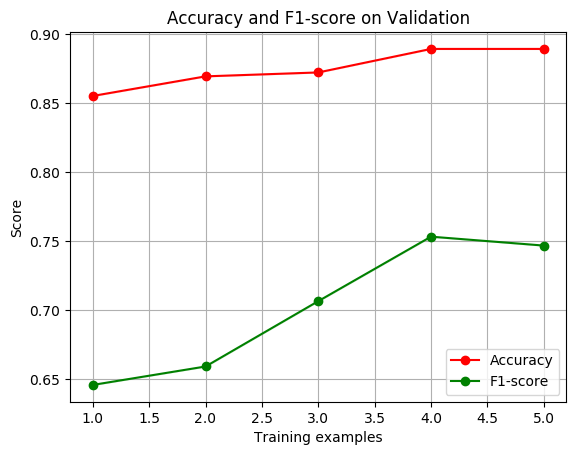 Accuracy and F1-score on Validation
0.90
0.85
0.80
0.75
0.70
0.65
Score
1.0 1.5 2.0 2.5 3.0 3.5 4.0 4.5 5.0
Training examples
Accuracy
F1-score